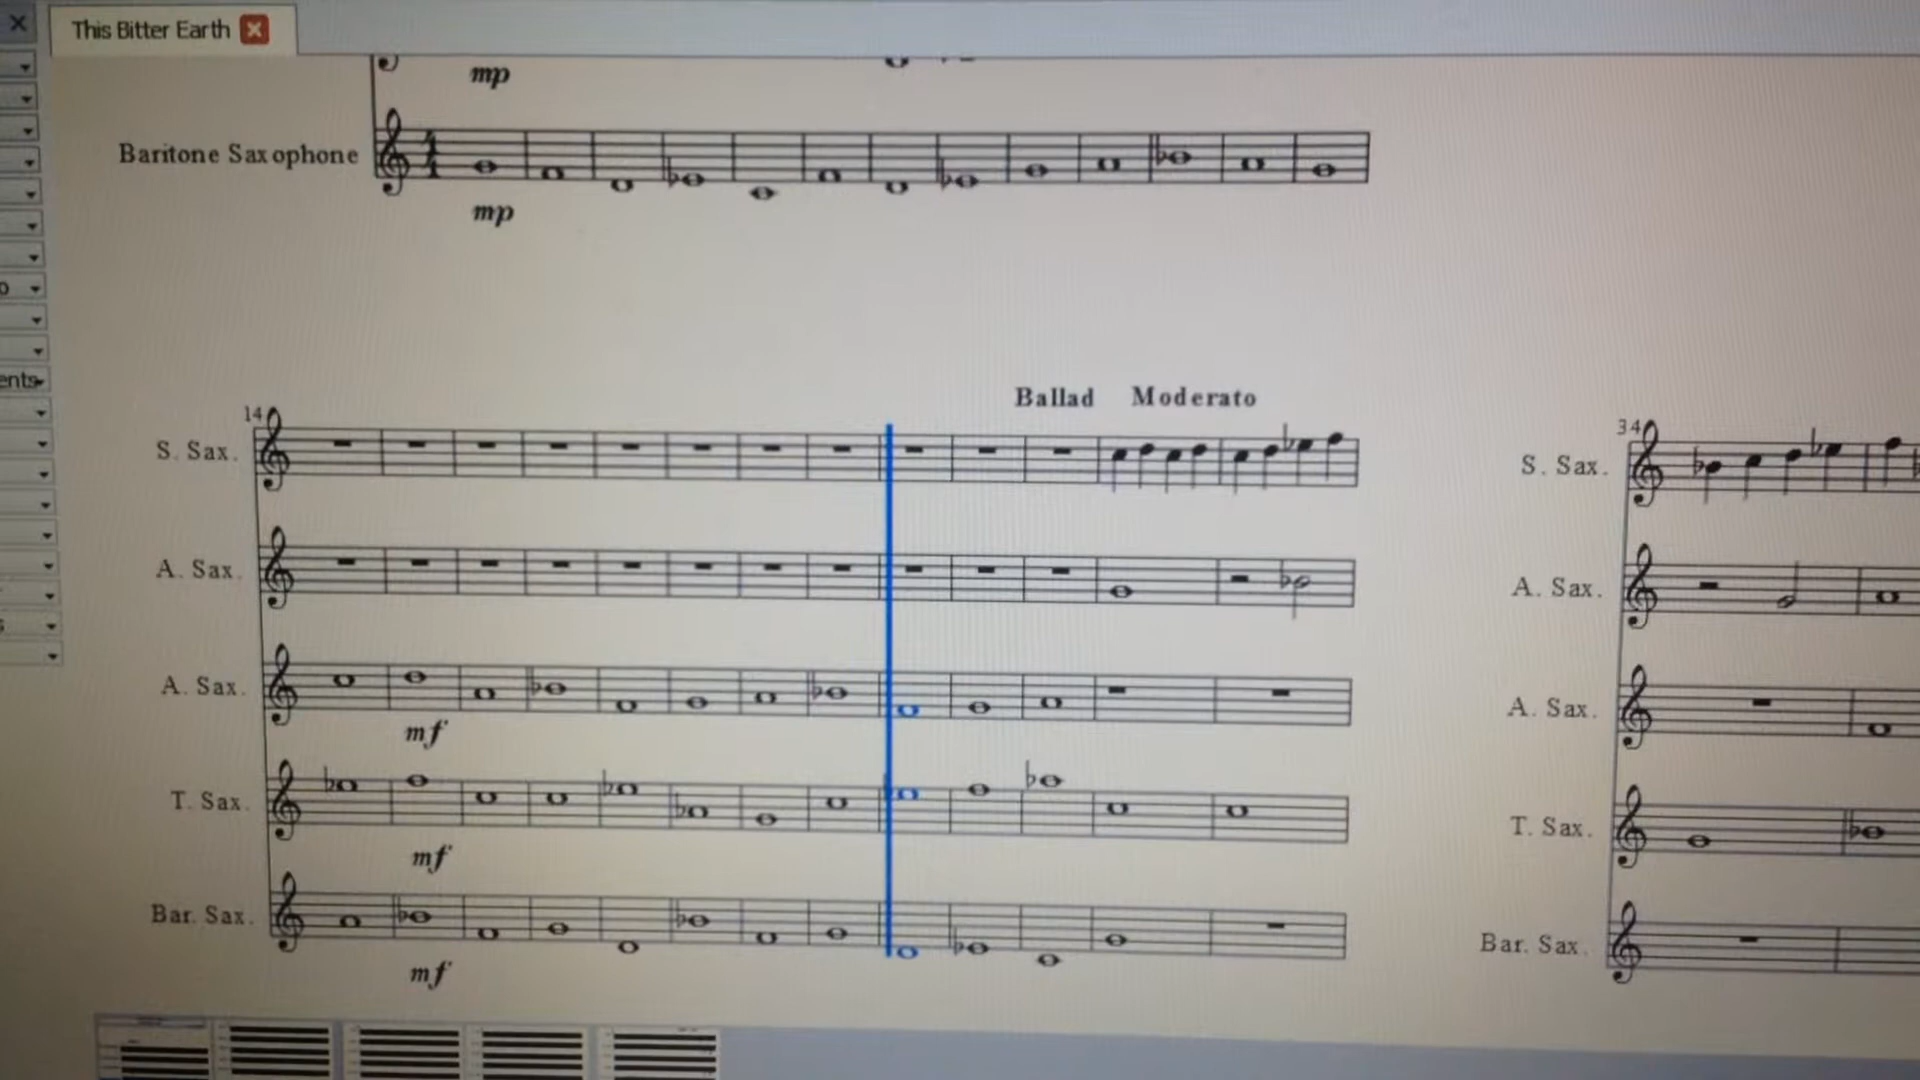 This Bitter Earth
mp
Baritone Saxophone
mp
ents
Ballad Moderato
14
S. Sax.
A. Sax.
A. Sax.
mf
T. Sax.
mf
Bar. Sax.
mf
34
S. Sax.
A. Sax.
A. Sax.
T. Sax.
Bar. Sax.